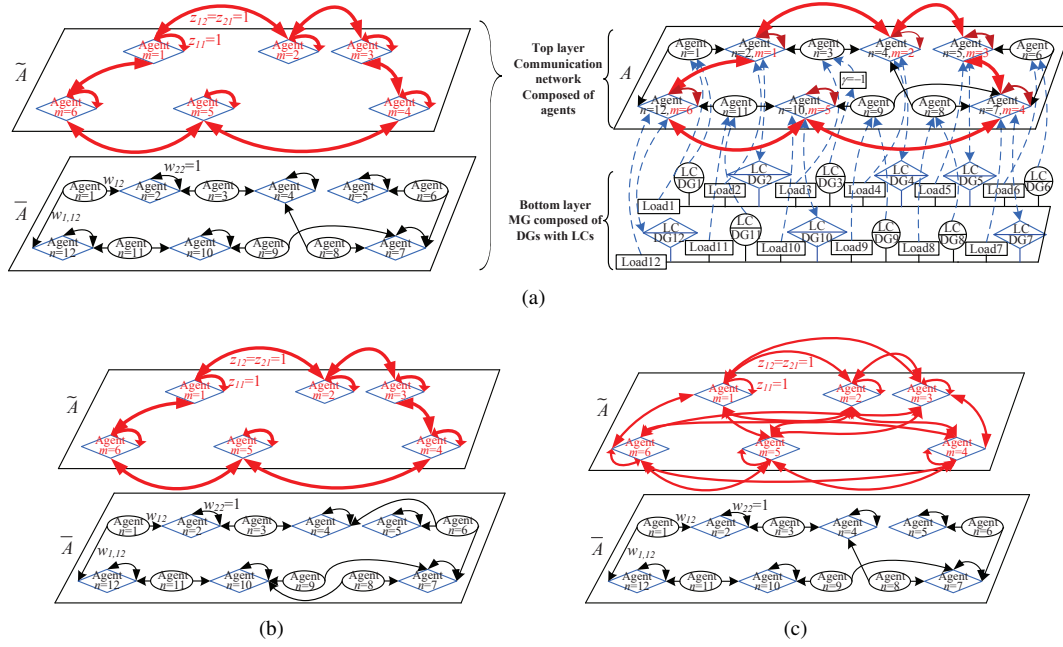 z12=z21=1
Agent
m=1
z11=1
Agent
m=2
Agent
m=3
Ã
Agent
m=6
Agent
m=5
Agent
m=4
w22=1
Agent
n=1
w12
Agent
n=2
Agent
n=3
Agent
n=4
Agent
n=5
Agent
n=6
A̅
w1,12
Agent
n=12
Agent
n=11
Agent
n=10
Agent
n=9
Agent
n=8
Agent
n=7
Top layer
Communication
network
Composed of
agents
Bottom layer
MG composed of
DGs with LCs
A
Agent
n=1
Agent
n=2,m=1
Agent
n=3
Agent
n=4,m=2
Agent
n=5,m=3
Agent
n=6
γ=−1
Agent
n=12,m=6
Agent
n=11
Agent
n=10,m=5
Agent
n=9
Agent
n=8
Agent
n=7,m=4
LC
DG1
LC
DG2
LC
DG3
LC
DG4
LC
DG5
LC
DG6
Load1
Load2
Load3
Load4
Load5
Load6
LC
DG12
LC
DG11
LC
DG10
LC
DG9
LC
DG8
LC
DG7
Load12
Load11
Load10
Load9
Load8
Load7
(a)
z12=z21=1
Agent
m=1
z11=1
Agent
m=2
Agent
m=3
Ã
Agent
m=6
Agent
m=5
Agent
m=4
w22=1
Agent
n=1
w12
Agent
n=2
Agent
n=3
Agent
n=4
Agent
n=5
Agent
n=6
A̅
w1,12
Agent
n=12
Agent
n=11
Agent
n=10
Agent
n=9
Agent
n=8
Agent
n=7
(b)
z12=z21=1
Agent
m=1
z11=1
Agent
m=2
Agent
m=3
Ã
Agent
m=6
Agent
m=5
Agent
m=4
w22=1
Agent
n=1
w12
Agent
n=2
Agent
n=3
Agent
n=4
Agent
n=5
Agent
n=6
A̅
w1,12
Agent
n=12
Agent
n=11
Agent
n=10
Agent
n=9
Agent
n=8
Agent
n=7
(c)